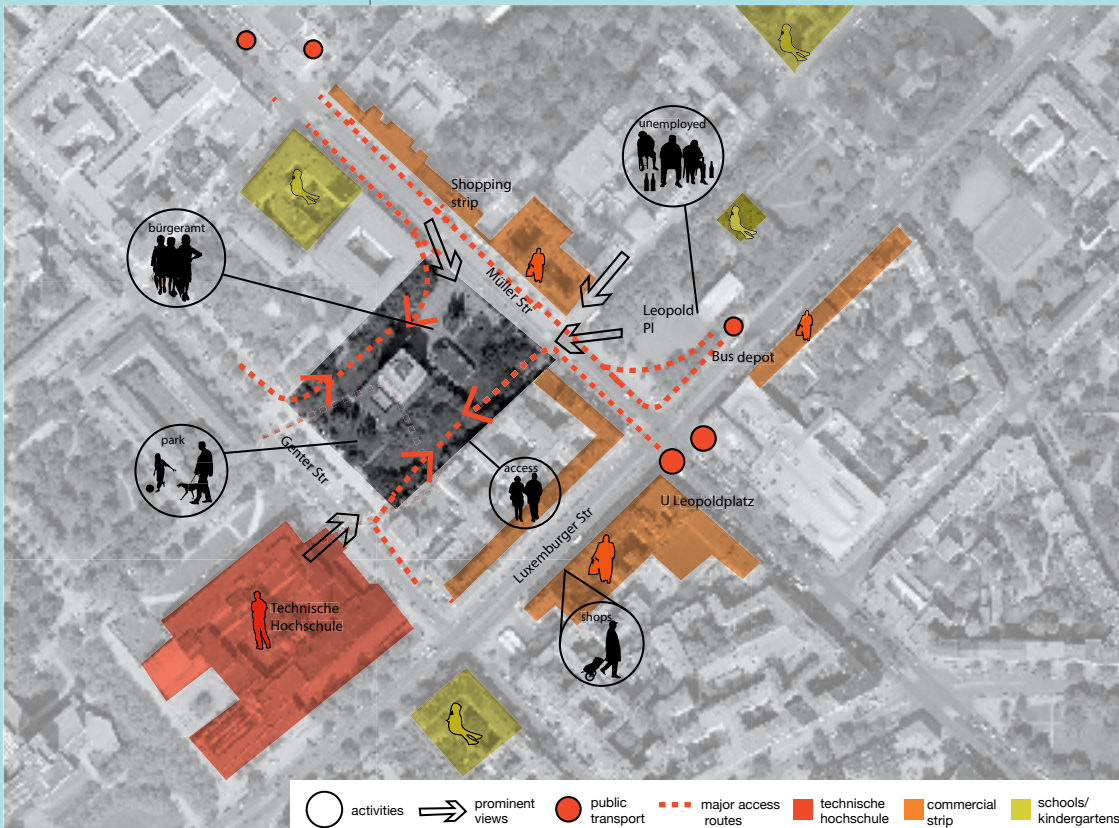 unemployed
Shopping
strip
bürgeramt
Müller Str
Leopold
Pl
Bus depot
park
Genter Str
access
U Leopoldplatz
Luxemburger Str
Technische
Hochschule
shops
activities
prominent
views
public
transport
major access
routes
technische
hochschule
commercial
strip
schools/
kindergartens